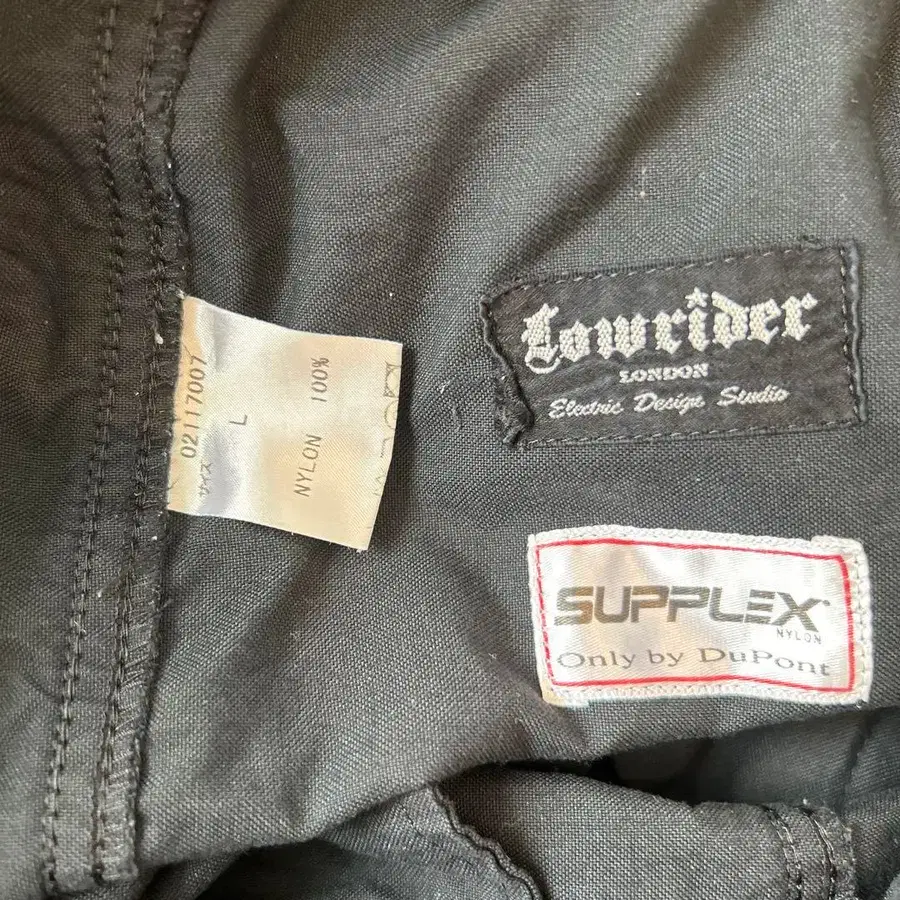 02117007
サイズ L
NYLON 100%
Lowrider
LONDON
Electric Design Studio
SUPPLEX
NYLON
Only by DuPont